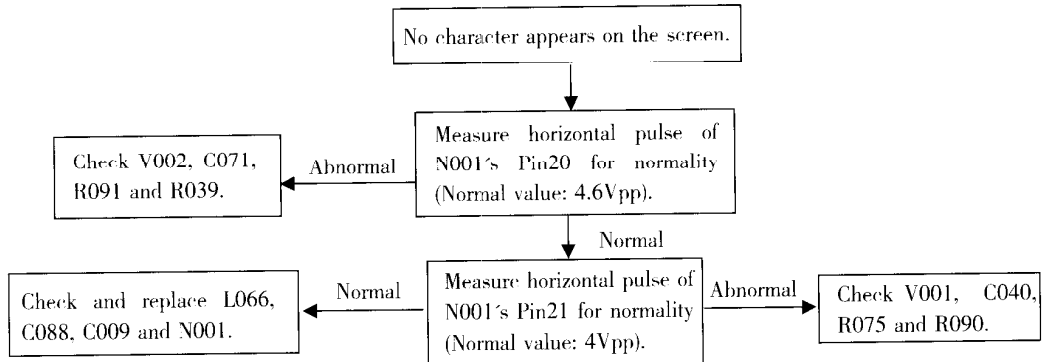 No character appears on the screen.
Measure horizontal pulse of
N001's Pin20 for normality
(Normal value: 4.6Vpp).
Abnormal
Check V002, C071,
R091 and R039.
Normal
Measure horizontal pulse of
N001's Pin21 for normality
(Normal value: 4Vpp).
Normal
Check and replace L066,
C088, C009 and N001.
Abnormal
Check V001, C040,
R075 and R090.